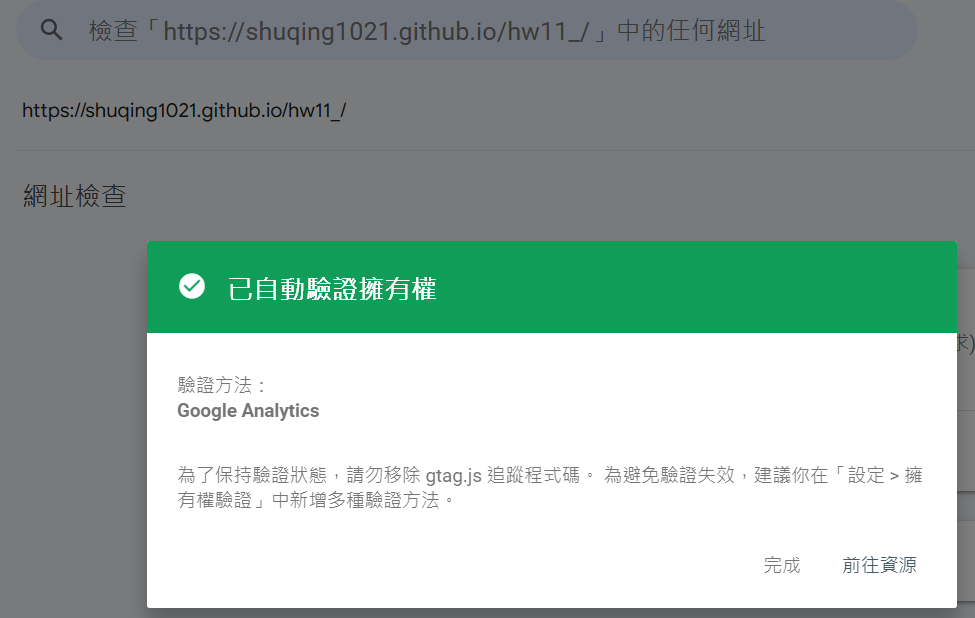 檢查「https://shuqing1021.github.io/hw11_/」中的任何網址
https://shuqing1021.github.io/hw11_/
網址檢查
已自動驗證擁有權
求)
驗證方法：
Google Analytics
為了保持驗證狀態，請勿移除 gtag.js 追蹤程式碼。 為避免驗證失效，建議你在「設定 > 擁
有權驗證」中新增多種驗證方法。
完成 前往資源